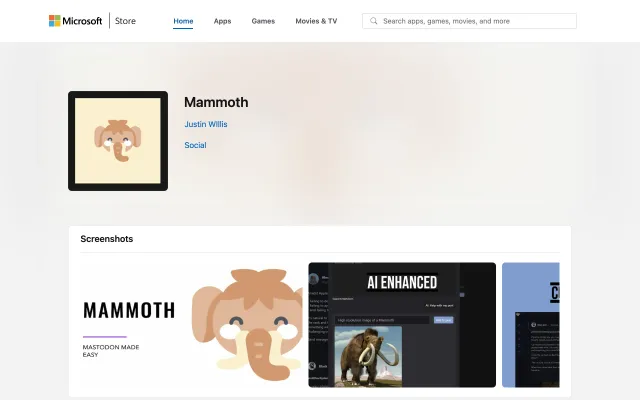 Microsoft
Store
Home
Apps
Games
Movies & TV
Search apps, games, movies, and more
Mammoth
Justin Willis
Social
Screenshots
MAMMOTH
MASTODON MADE
EASY
AI ENHANCED